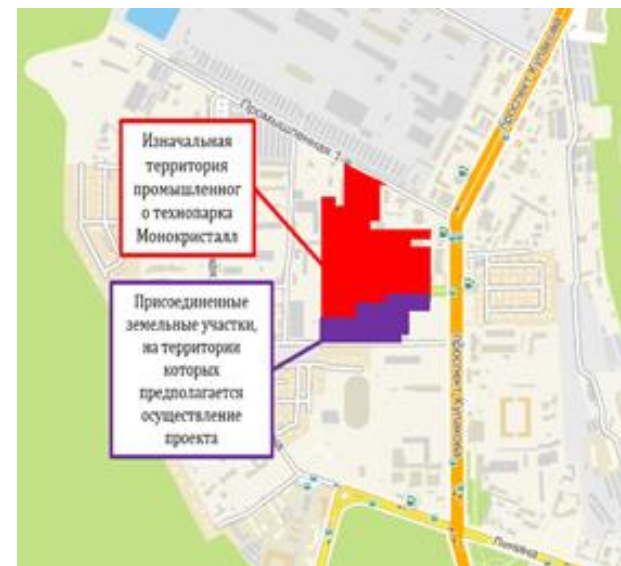 Проспект Кулакова
Промышленная 1-
Изначальная
территория
промышленног
о технопарка
Монокристалл
Присоединенные
земельные участки,
на территории
которых
предполагается
осуществление
проекта
Проспект Кулакова
Ленина